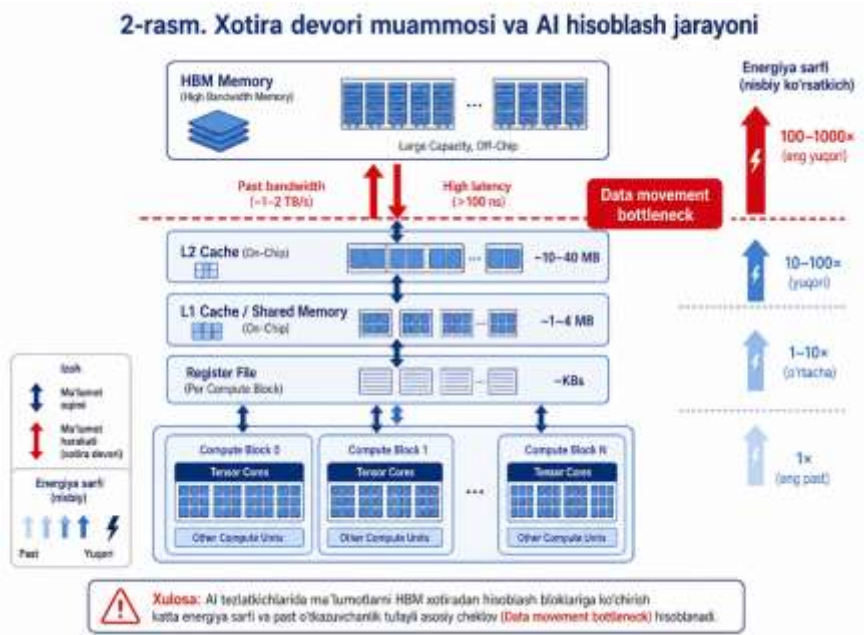 2-rasm. Xotira devori muammosi va AI hisoblash jarayoni
HBM Memory
(High Bandwidth Memory)
...
Large Capacity, Off-Chip
Energiya sarfi
(nisbiy ko'rsatkich)
100–1000×
(eng yuqori)
Past bandwidth
(~1–2 TB/s)
High latency
(>100 ns)
Data movement
bottleneck
L2 Cache (On-Chip)
...
~10–40 MB
10–100×
(yuqori)
L1 Cache / Shared Memory
(On-Chip)
...
~1–4 MB
Register File
(Per Compute Block)
...
~KBs
1–10×
(o'rtacha)
Izoh
Ma'lumot
oqimi
Ma'lumot
harakati
(xotira devori)
Energiya sarfi
(nisbiy)
Past
Yuqori
Compute Block 0
Tensor Cores
Other Compute Units
Compute Block 1
Tensor Cores
Other Compute Units
...
Compute Block N
Tensor Cores
Other Compute Units
1×
(eng past)
Xulosa: AI tezlatkichlarida ma'lumotlarni HBM xotiradan hisoblash bloklariga ko'chirish
katta energiya sarfi va past o'tkazuvchanlik tufayli asosiy cheklov (Data movement bottleneck) hisoblanadi.